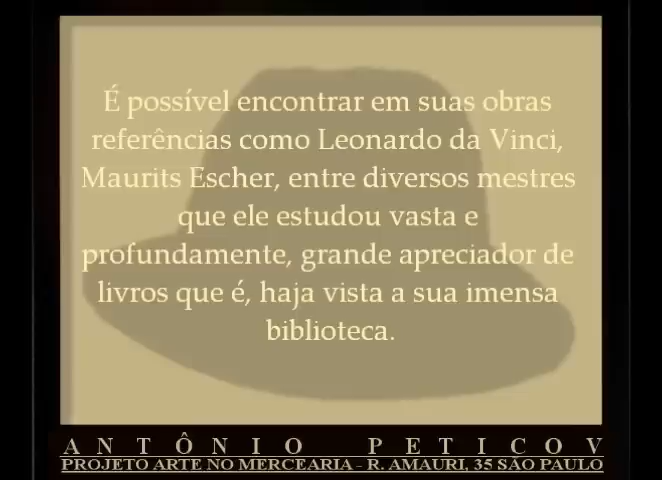 É possível encontrar em suas obras
referências como Leonardo da Vinci,
Maurits Escher, entre diversos mestres
que ele estudou vasta e
profundamente, grande apreciador de
livros que é, haja vista a sua imensa
biblioteca.
ANTÔNIO PETICOV
PROJETO ARTE NO MERCEARIA - R. AMAURI, 35 SÃO PAULO